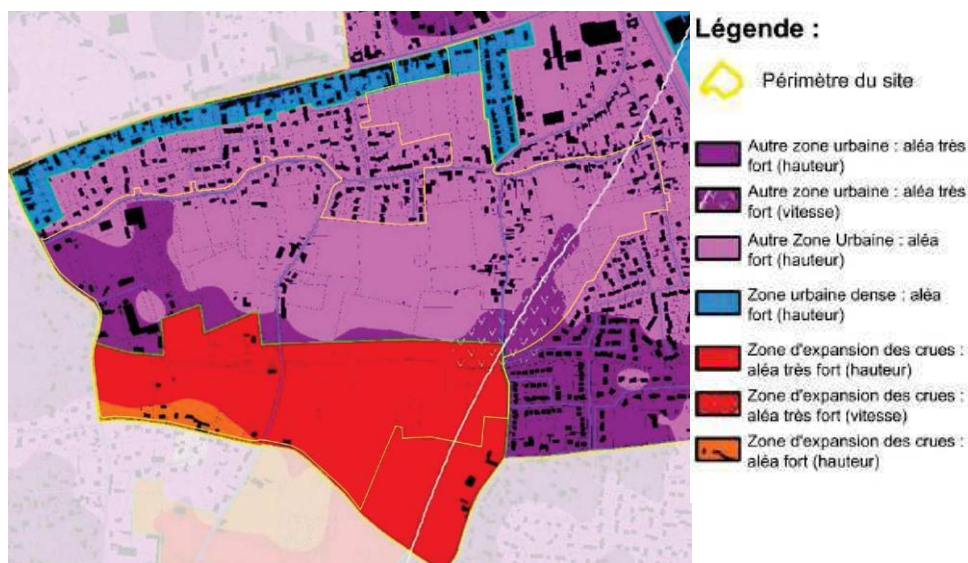 Légende :
Périmètre du site
Autre zone urbaine : aléa très
fort (hauteur)
Autre zone urbaine : aléa très
fort (vitesse)
Autre Zone Urbaine : aléa
fort (hauteur)
Zone urbaine dense : aléa
fort (hauteur)
Zone d'expansion des crues :
aléa très fort (hauteur)
Zone d'expansion des crues :
aléa très fort (vitesse)
Zone d'expansion des crues :
aléa fort (hauteur)